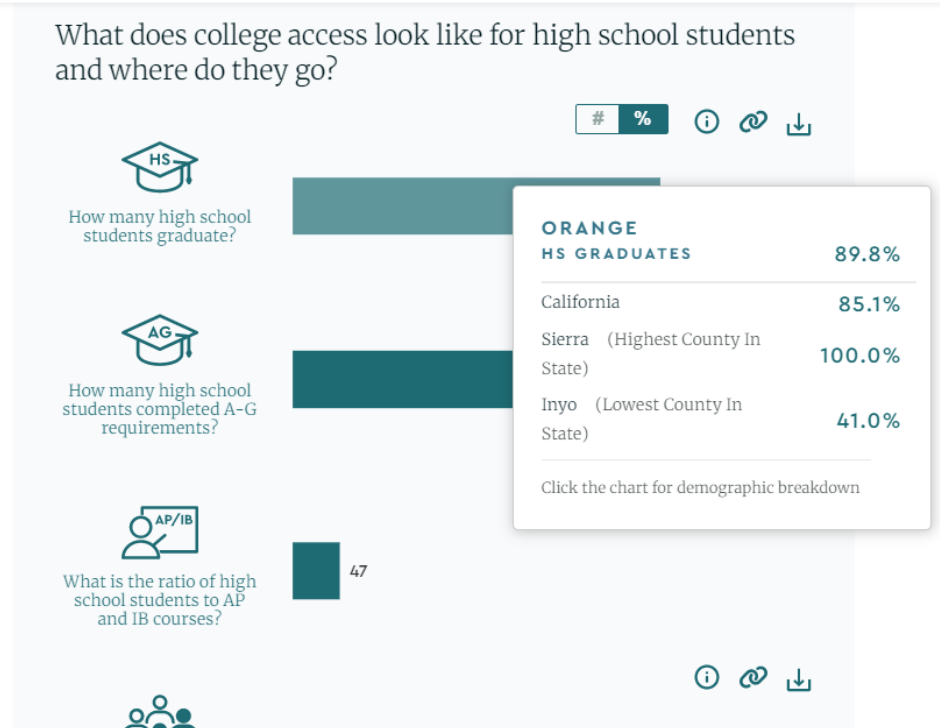 What does college access look like for high school students
and where do they go?
# %
HS
How many high school
students graduate?
ORANGE
HS GRADUATES 89.8%
California 85.1%
Sierra (Highest County In
State) 100.0%
Inyo (Lowest County In
State) 41.0%
Click the chart for demographic breakdown
AG
How many high school
students completed A-G
requirements?
AP/IB
47
What is the ratio of high
school students to AP
and IB courses?